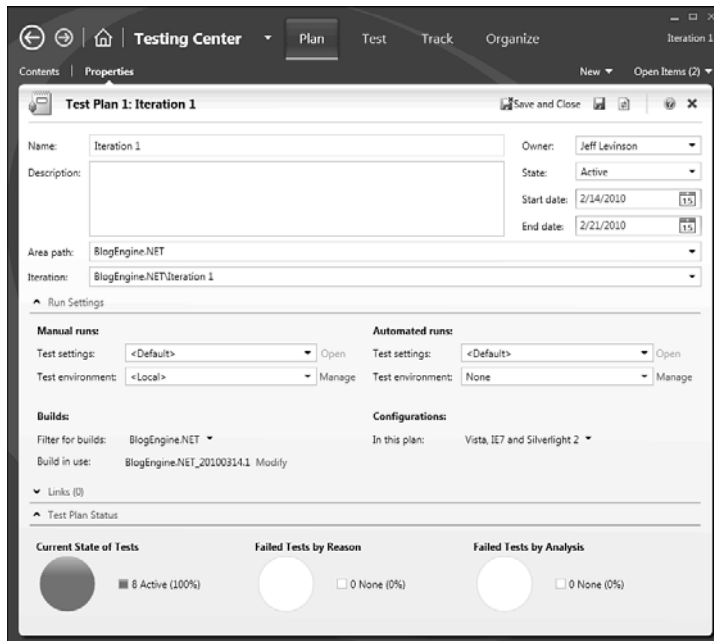 Testing Center
Plan
Test
Track
Organize
Iteration 1
Contents
Properties
New
Open Items (2)
Test Plan 1: Iteration 1
Save and Close
Name: Iteration 1
Owner: Jeff Levinson
Description:
State: Active
Start date: 2/14/2010 15
End date: 2/21/2010 15
Area path: BlogEngine.NET
Iteration: BlogEngine.NET\Iteration 1
Run Settings
Manual runs:
Automated runs:
Test settings: <Default> Open
Test settings: <Default> Open
Test environment: <Local> Manage
Test environment: None Manage
Builds:
Configurations:
Filter for builds: BlogEngine.NET
In this plan: Vista, IE7 and Silverlight 2
Build in use: BlogEngine.NET_20100314.1 Modify
Links (0)
Test Plan Status
Current State of Tests
Failed Tests by Reason
Failed Tests by Analysis
8 Active (100%)
0 None (0%)
0 None (0%)